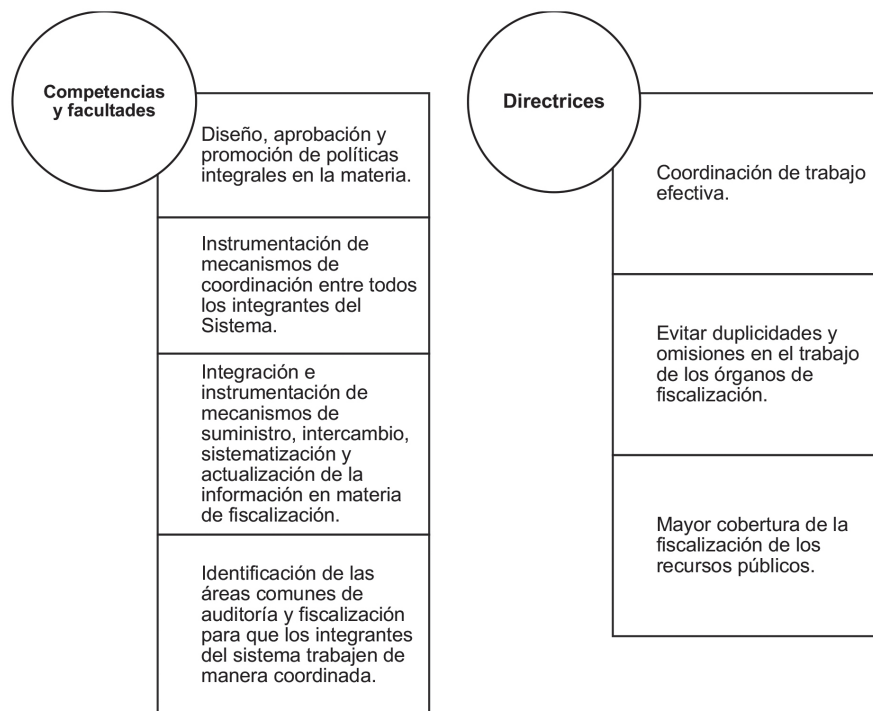 Competencias
y facultades
Diseño, aprobación y
promoción de políticas
integrales en la materia.
Instrumentación de
mecanismos de
coordinación entre todos
los integrantes del
Sistema.
Integración e
instrumentación de
mecanismos de
suministro, intercambio,
sistematización y
actualización de la
información en materia
de fiscalización.
Identificación de las
áreas comunes de
auditoría y fiscalización
para que los integrantes
del sistema trabajen de
manera coordinada.
Directrices
Coordinación de trabajo
efectiva.
Evitar duplicidades y
omisiones en el trabajo
de los órganos de
fiscalización.
Mayor cobertura de la
fiscalización de los
recursos públicos.